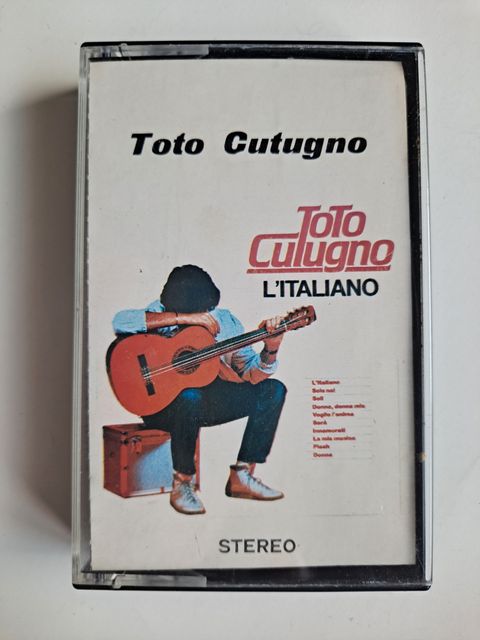 Toto Cutugno
ToTo
Cutugno
L'ITALIANO
L'Italiano
Solo noi
Soli
Donna, donna mia
Voglio l'anima
Sarà
Innamorati
La mia musica
Flash
Donna
STEREO